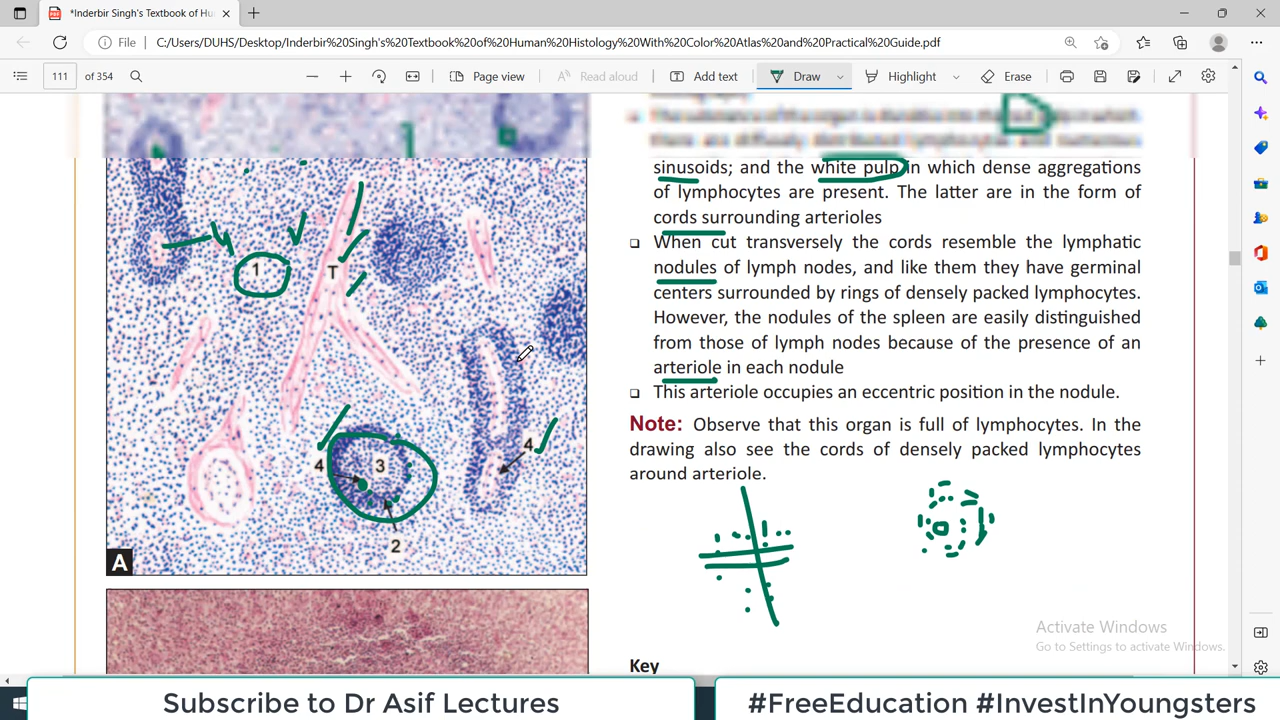 *Inderbir Singh's Textbook of Hu
File
C:/Users/DUHS/Desktop/Inderbir%20Singh's%20Textbook%20of%20Human%20Histology%20With%20Color%20Atlas%20and%20Practical%20Guide.pdf
111 of 354
Page view
Read aloud
Add text
Draw
Highlight
Erase
sinusoids; and the white pulp in which dense aggregations
of lymphocytes are present. The latter are in the form of
cords surrounding arterioles
When cut transversely the cords resemble the lymphatic
nodules of lymph nodes, and like them they have germinal
centers surrounded by rings of densely packed lymphocytes.
However, the nodules of the spleen are easily distinguished
from those of lymph nodes because of the presence of an
arteriole in each nodule
This arteriole occupies an eccentric position in the nodule.
Note: Observe that this organ is full of lymphocytes. In the
drawing also see the cords of densely packed lymphocytes
around arteriole.
1
T
4
3
4
2
A
Key
Activate Windows
Go to Settings to activate Windows.
Subscribe to Dr Asif Lectures
#FreeEducation #InvestInYoungsters